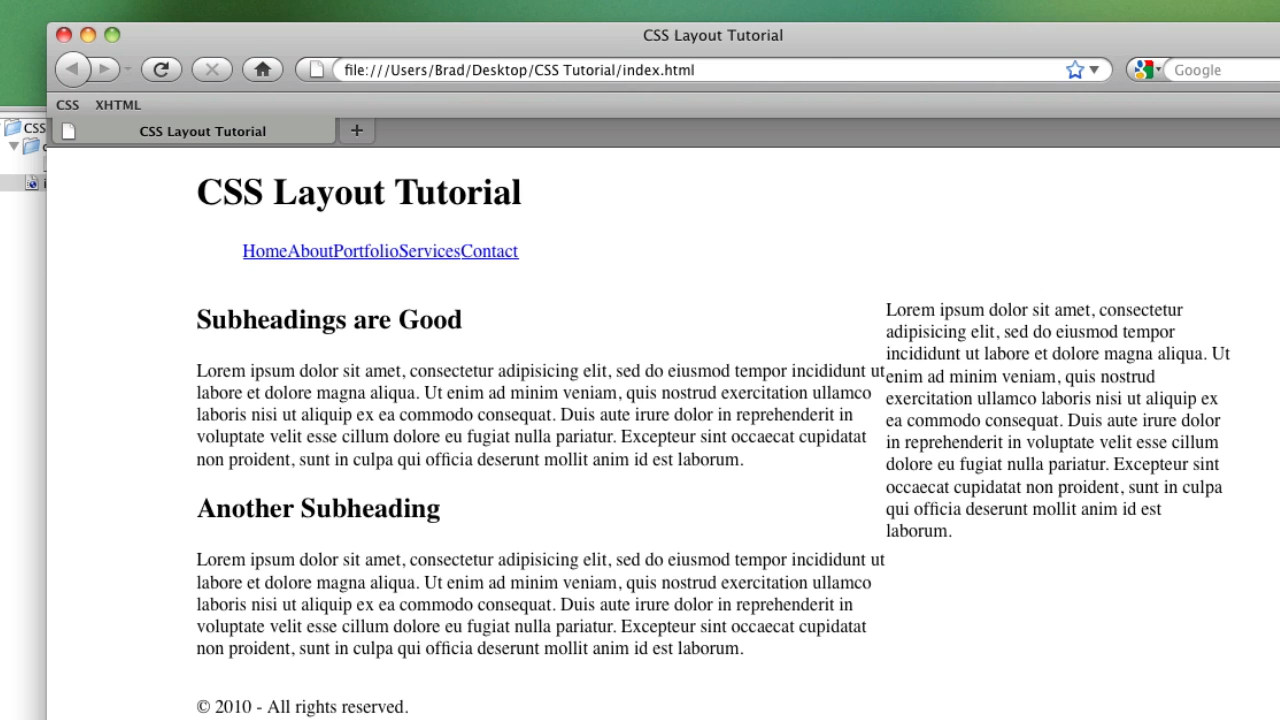 CSS Layout Tutorial
file:///Users/Brad/Desktop/CSS Tutorial/index.html
Google
CSS XHTML
CSS
CSS Layout Tutorial
+
CSS Layout Tutorial
HomeAboutPortfolioServicesContact
Subheadings are Good
Lorem ipsum dolor sit amet, consectetur adipisicing elit, sed do eiusmod tempor incididunt ut
labore et dolore magna aliqua. Ut enim ad minim veniam, quis nostrud exercitation ullamco
laboris nisi ut aliquip ex ea commodo consequat. Duis aute irure dolor in reprehenderit in
voluptate velit esse cillum dolore eu fugiat nulla pariatur. Excepteur sint occaecat cupidatat
non proident, sunt in culpa qui officia deserunt mollit anim id est laborum.
Another Subheading
Lorem ipsum dolor sit amet, consectetur adipisicing elit, sed do eiusmod tempor incididunt ut
labore et dolore magna aliqua. Ut enim ad minim veniam, quis nostrud exercitation ullamco
laboris nisi ut aliquip ex ea commodo consequat. Duis aute irure dolor in reprehenderit in
voluptate velit esse cillum dolore eu fugiat nulla pariatur. Excepteur sint occaecat cupidatat
non proident, sunt in culpa qui officia deserunt mollit anim id est laborum.
Lorem ipsum dolor sit amet, consectetur
adipisicing elit, sed do eiusmod tempor
incididunt ut labore et dolore magna aliqua. Ut
enim ad minim veniam, quis nostrud
exercitation ullamco laboris nisi ut aliquip ex
ea commodo consequat. Duis aute irure dolor
in reprehenderit in voluptate velit esse cillum
dolore eu fugiat nulla pariatur. Excepteur sint
occaecat cupidatat non proident, sunt in culpa
qui officia deserunt mollit anim id est
laborum.
© 2010 - All rights reserved.